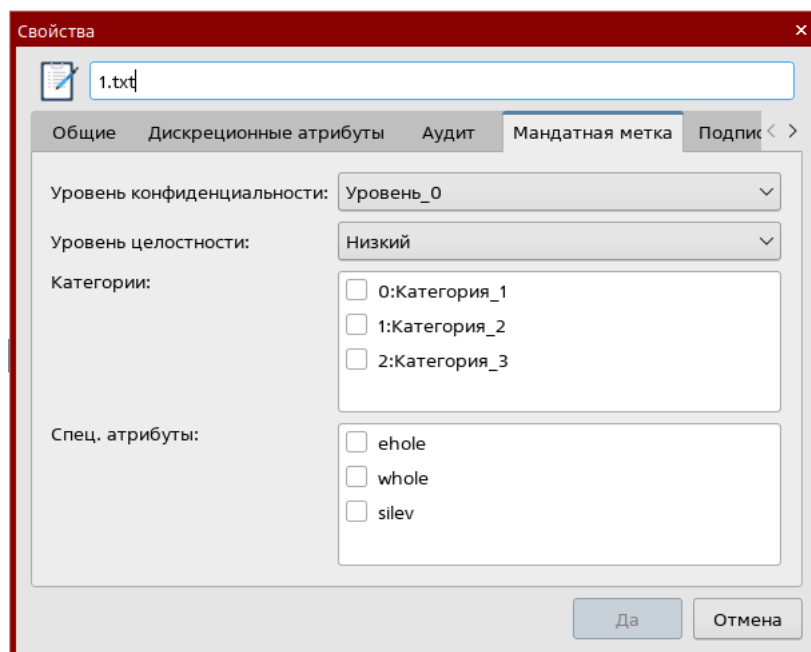 Свойства
1.txt
Общие Дискреционные атрибуты Аудит Мандатная метка Подпис
Уровень конфиденциальности: Уровень_0
Уровень целостности: Низкий
Категории:
0:Категория_1
1:Категория_2
2:Категория_3
Спец. атрибуты:
ehole
whole
silev
Да Отмена